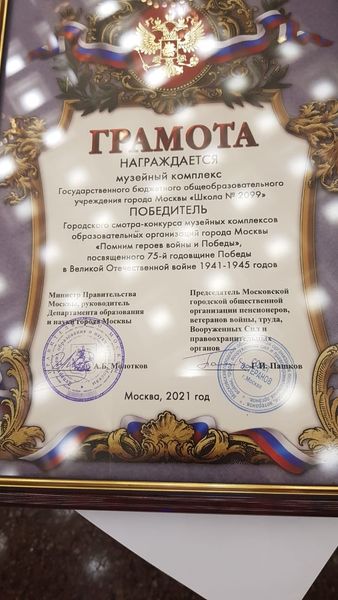 ГРАМОТА
НАГРАЖДАЕТСЯ
музейный комплекс
Государственного бюджетного общеобразовательного
учреждения города Москвы «Школа № 2099»
ПОБЕДИТЕЛЬ
Городского смотра-конкурса музейных комплексов
образовательных организаций города Москвы
«Помним героев войны и Победы»,
посвященного 75-й годовщине Победы
в Великой Отечественной войне 1941-1945 годов
Министр Правительства
Москвы, руководитель
Департамента образования
и науки города Москвы
А.Б. Молотков
Председатель Московской
городской общественной
организации пенсионеров,
ветеранов войны, труда,
Вооруженных Сил и
правоохранительных
органов
Г.И. Пашков
Москва, 2021 год